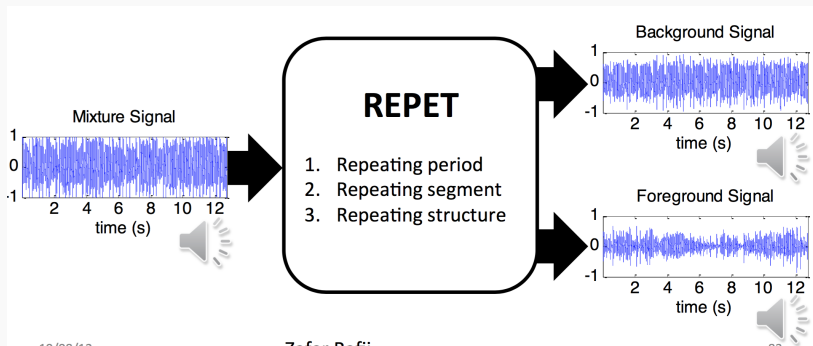 Mixture Signal
1
0
-1
2 4 6 8 10 12
time (s)
REPET
1. Repeating period
2. Repeating segment
3. Repeating structure
Background Signal
1
0
-1
2 4 6 8 10 12
time (s)
Foreground Signal
1
0
-1
2 4 6 8 10 12
time (s)